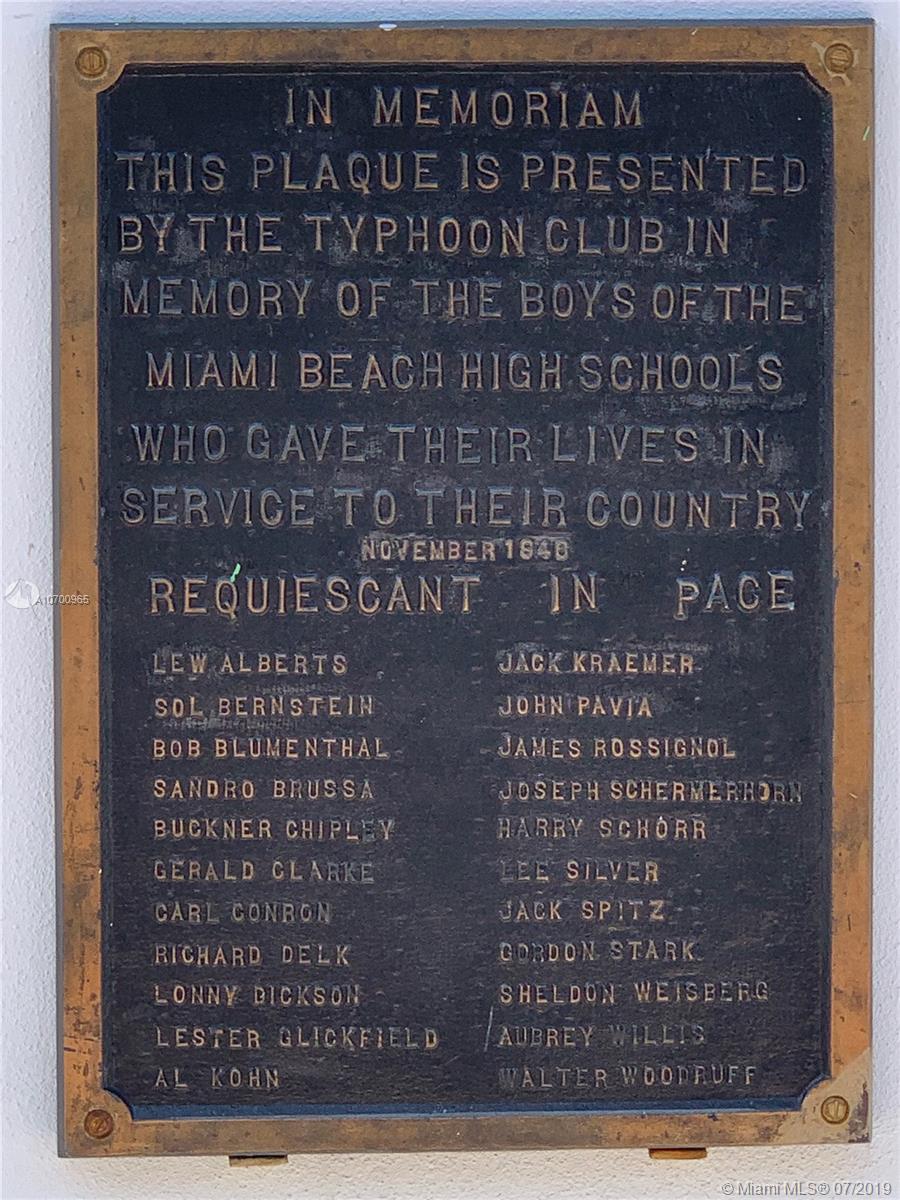 IN MEMORIAM
THIS PLAQUE IS PRESENTED
BY THE TYPHOON CLUB IN
MEMORY OF THE BOYS OF THE
MIAMI BEACH HIGH SCHOOLS
WHO GAVE THEIR LIVES IN
SERVICE TO THEIR COUNTRY
NOVEMBER
REQUIESCANT IN PACE
LEW ALBERTS
SOL BERNSTEIN
BOB BLUMENTHAL
SANDRO BRUSSA
BUCKNER CHIPLEY
GERALD CLARKE
CARL CONRON
RICHARD DELK
LONNY DICKSON
LESTER GLICKFIELD
AL KOHN
JACK KRAEMER
JOHN PAVIA
JAMES ROSSIGNOL
JOSEPH SCHERMERHORN
HARRY SCHORR
LEE SILVER
JACK SPITZ
GORDON STARK
SHELDON WEISBERG
AUBREY WILLIS
WALTER WOODRUFF
A10700965
© Miami MLS® 07/2019